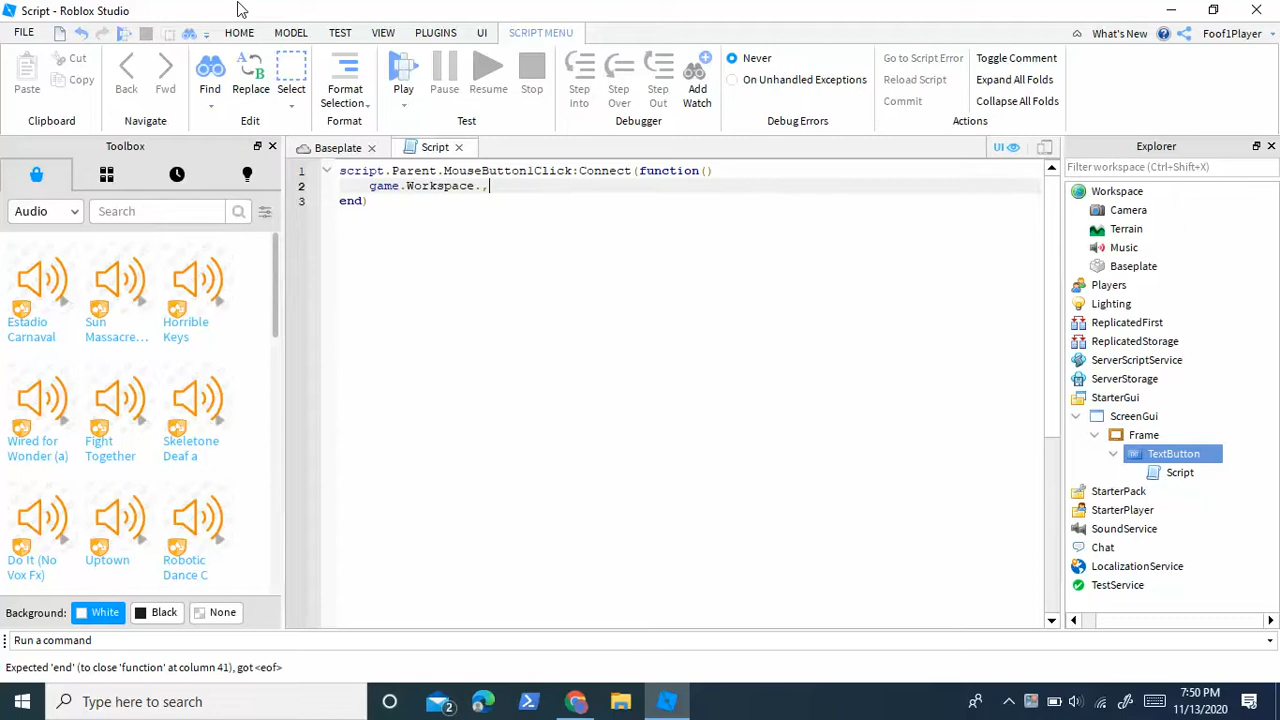 Script - Roblox Studio
FILE HOME MODEL TEST VIEW PLUGINS UI SCRIPT MENU What's New Foof1Player
Paste Cut Copy Back Fwd Find Replace Select Format Selection Play Pause Resume Stop Step Into Step Over Step Out Add Watch
Never
On Unhandled Exceptions
Go to Script Error
Reload Script
Commit
Toggle Comment
Expand All Folds
Collapse All Folds
Clipboard Navigate Edit Format Test Debugger Debug Errors Actions
Toolbox
Audio Search
Estadio Carnaval
Sun Massacre...
Horrible Keys
Wired for Wonder (a)
Fight Together
Skeletone Deaf a
Do It (No Vox Fx)
Uptown
Robotic Dance C
Background: White Black None
Baseplate Script UI
1 script.Parent.MouseButton1Click:Connect(function()
2 game.Workspace.,
3 end)
Explorer
Filter workspace (Ctrl+Shift+X)
Workspace
Camera
Terrain
Music
Baseplate
Players
Lighting
ReplicatedFirst
ReplicatedStorage
ServerScriptService
ServerStorage
StarterGui
ScreenGui
Frame
TextButton
Script
StarterPack
StarterPlayer
SoundService
Chat
LocalizationService
TestService
Run a command
Expected 'end' (to close 'function' at column 41), got <eof>
Type here to search
2
7:50 PM
11/13/2020